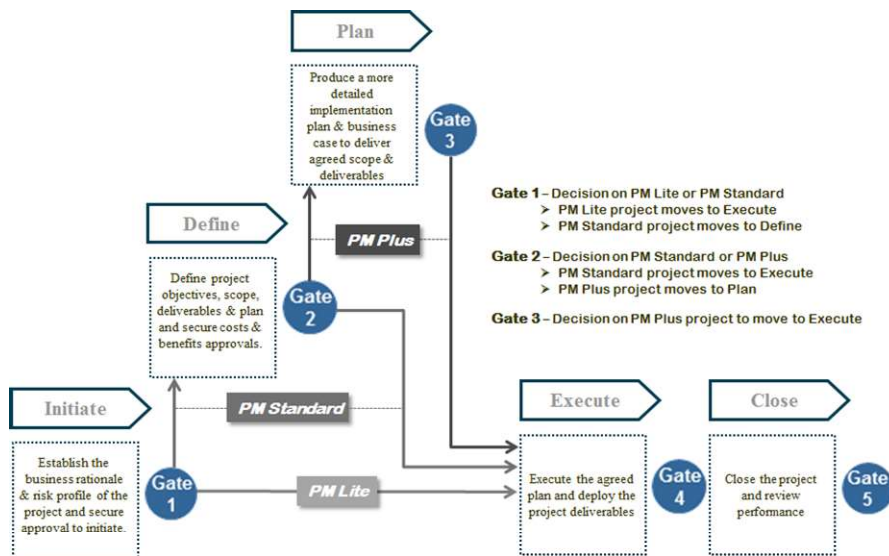 Plan
Produce a more
detailed
implementation
plan & business
case to deliver
agreed scope &
deliverables
Gate
3
Gate 1 – Decision on PM Lite or PM Standard
➢ PM Lite project moves to Execute
➢ PM Standard project moves to Define
Gate 2 – Decision on PM Standard or PM Plus
➢ PM Standard project moves to Execute
➢ PM Plus project moves to Plan
Gate 3 – Decision on PM Plus project to move to Execute
Define
PM Plus
Define project
objectives, scope,
deliverables & plan
and secure costs &
benefits approvals.
Gate
2
Initiate
PM Standard
Execute
Close
Establish the
business rationale
& risk profile of the
project and secure
approval to initiate.
Gate
1
PM Lite
Execute the agreed
plan and deploy the
project deliverables
Gate
4
Close the project
and review
performance
Gate
5